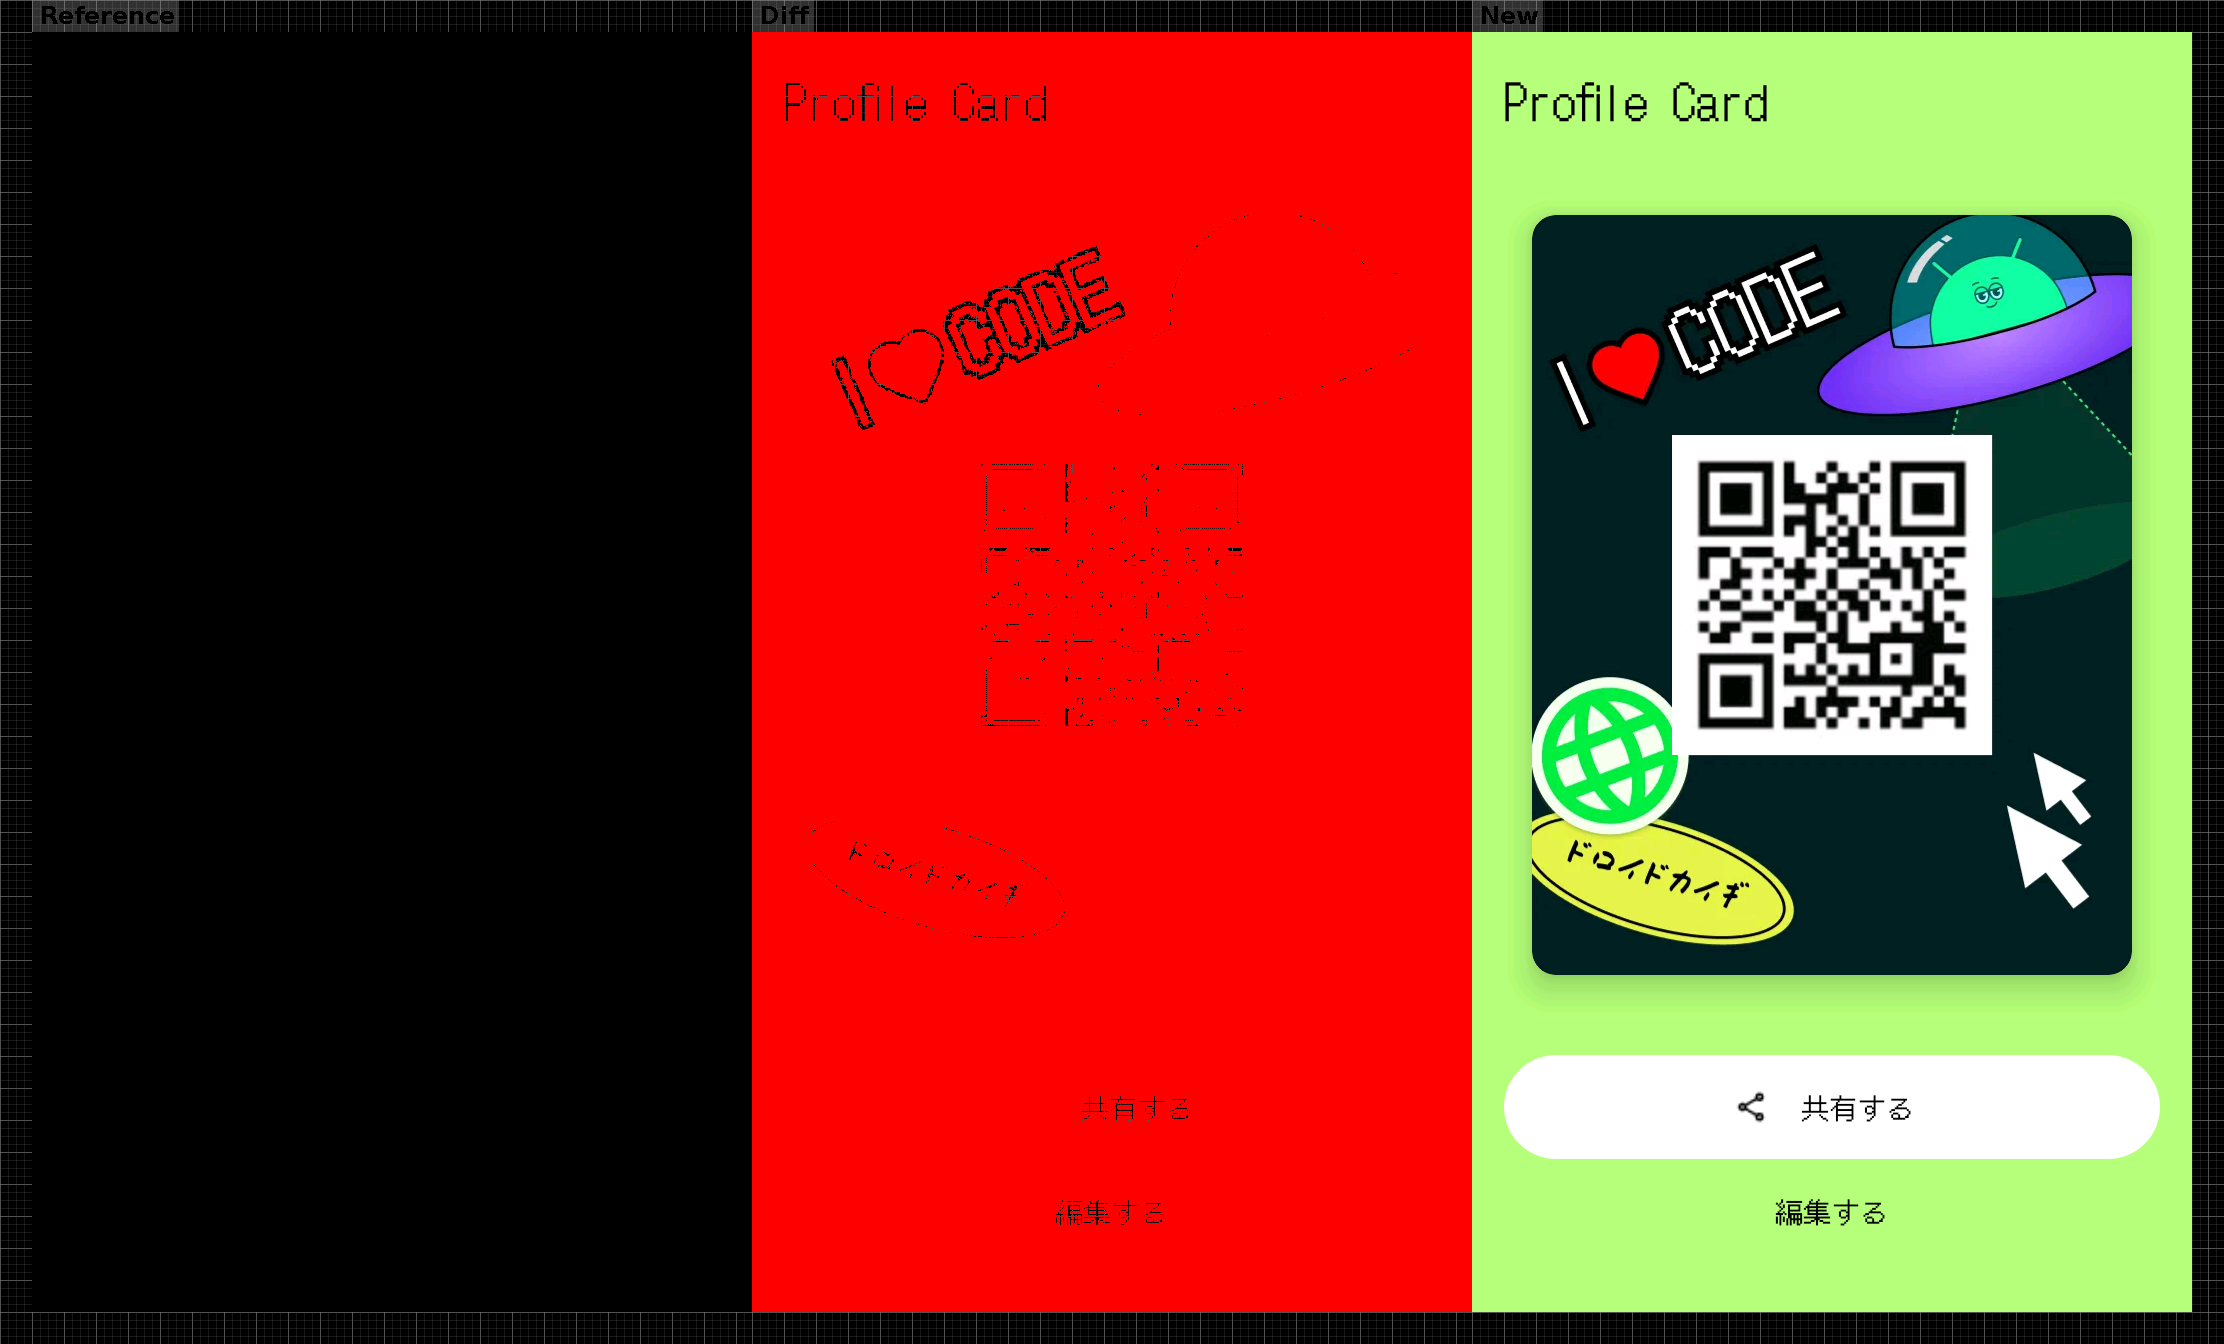 Reference
Diff
New
Profile Card
I ❤ CODE
ドロイドカイギ
共有する
編集する
Profile Card
I ❤ CODE
ドロイドカイギ
共有する
編集する